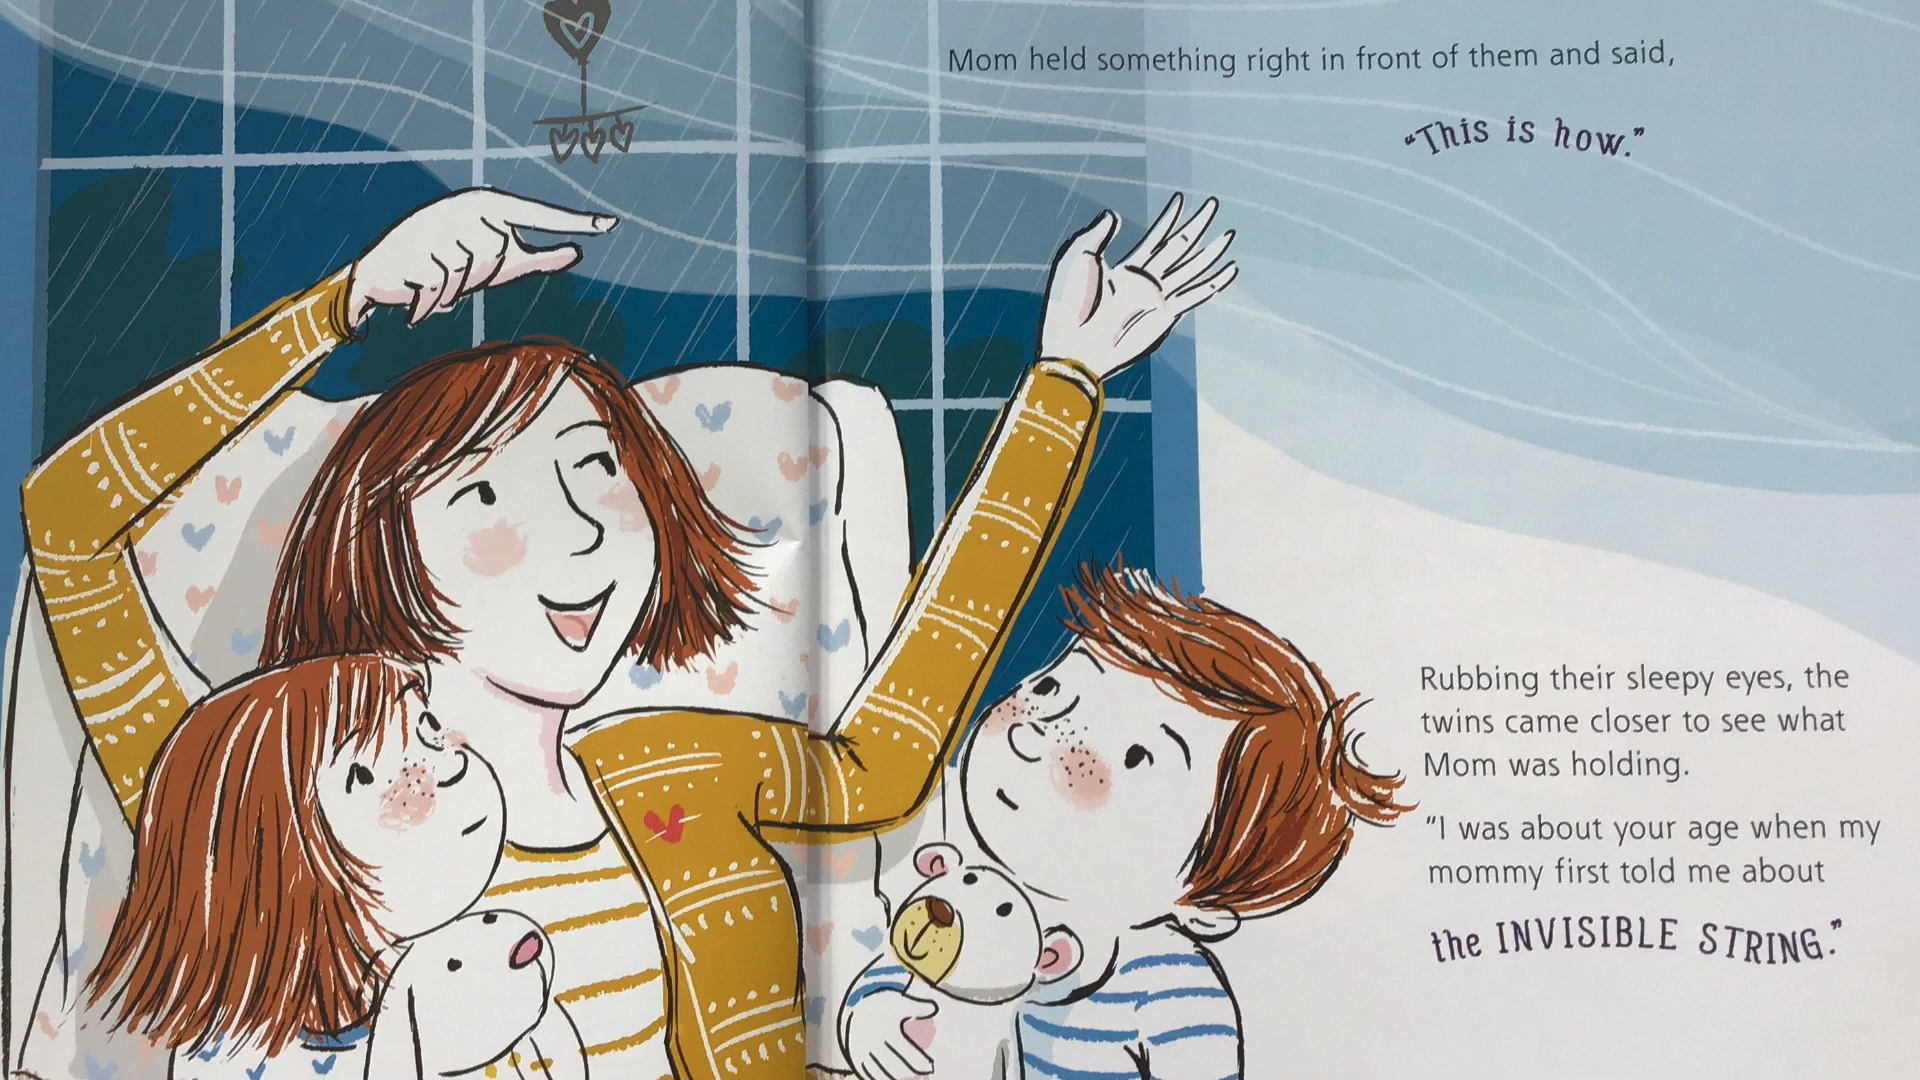 Mom held something right in front of them and said,
“This is how.”
Rubbing their sleepy eyes, the
twins came closer to see what
Mom was holding.
"I was about your age when my
mommy first told me about
the INVISIBLE STRING.”